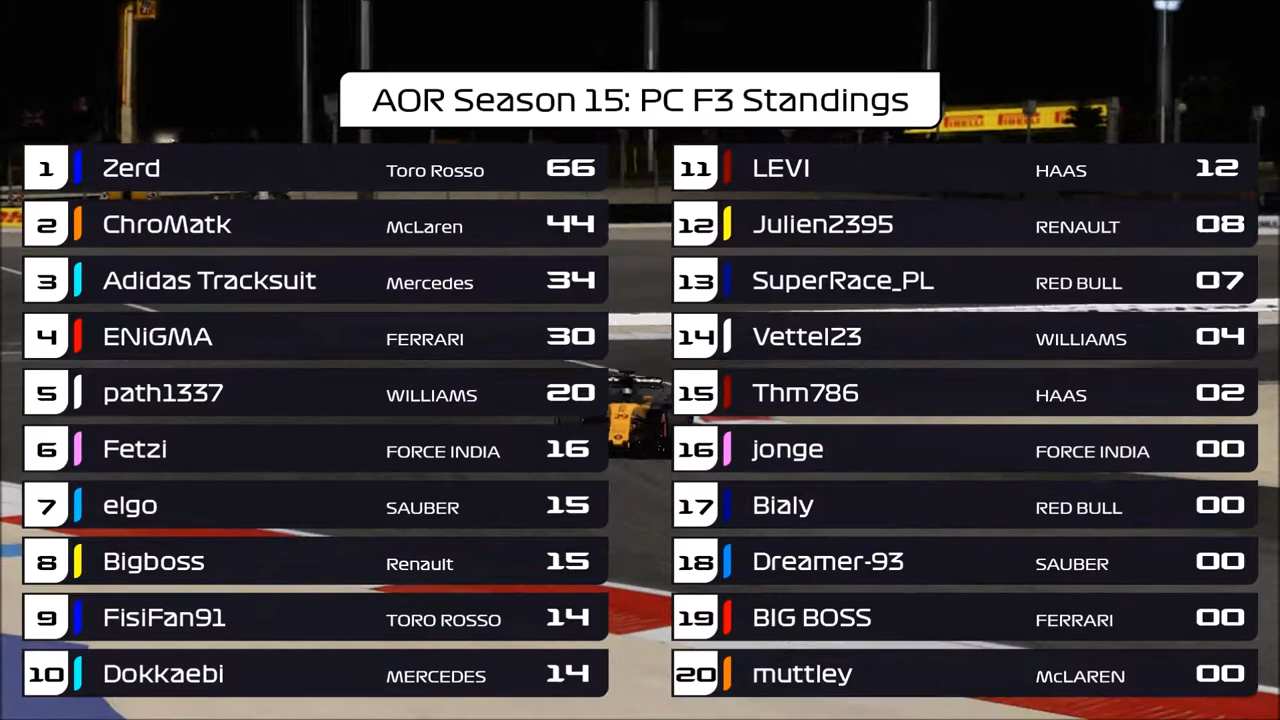 AOR Season 15: PC F3 Standings
PIRELLI PIRELLI PIRELLI
1 Zerd Toro Rosso 66
2 ChroMatk McLaren 44
3 Adidas Tracksuit Mercedes 34
4 ENiGMA FERRARI 30
5 path1337 WILLIAMS 20
6 Fetzi FORCE INDIA 16
7 elgo SAUBER 15
8 Bigboss Renault 15
9 FisiFan91 TORO ROSSO 14
10 Dokkaebi MERCEDES 14
11 LEVI HAAS 12
12 Julien2395 RENAULT 08
13 SuperRace_PL RED BULL 07
14 Vettel23 WILLIAMS 04
15 Thm786 HAAS 02
16 jonge FORCE INDIA 00
17 Bialy RED BULL 00
18 Dreamer-93 SAUBER 00
19 BIG BOSS FERRARI 00
20 muttley McLAREN 00